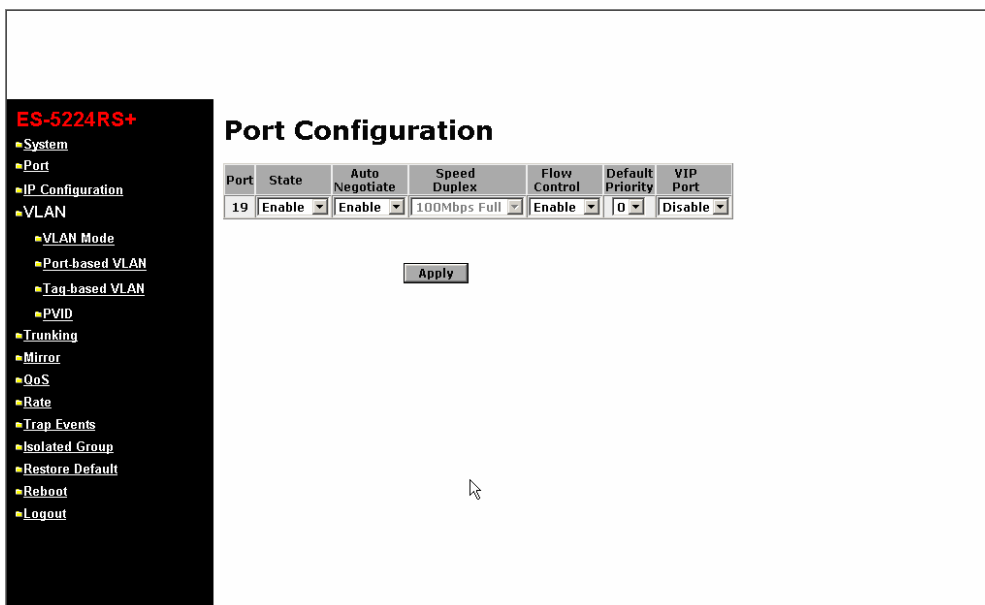 ES-5224RS+
System
Port
IP Configuration
VLAN
VLAN Mode
Port-based VLAN
Tag-based VLAN
PVID
Trunking
Mirror
QoS
Rate
Trap Events
Isolated Group
Restore Default
Reboot
Logout
Port Configuration
Port State Auto Negotiate Speed Duplex Flow Control Default Priority VIP Port
19 Enable Enable 100Mbps Full Enable 0 Disable
Apply